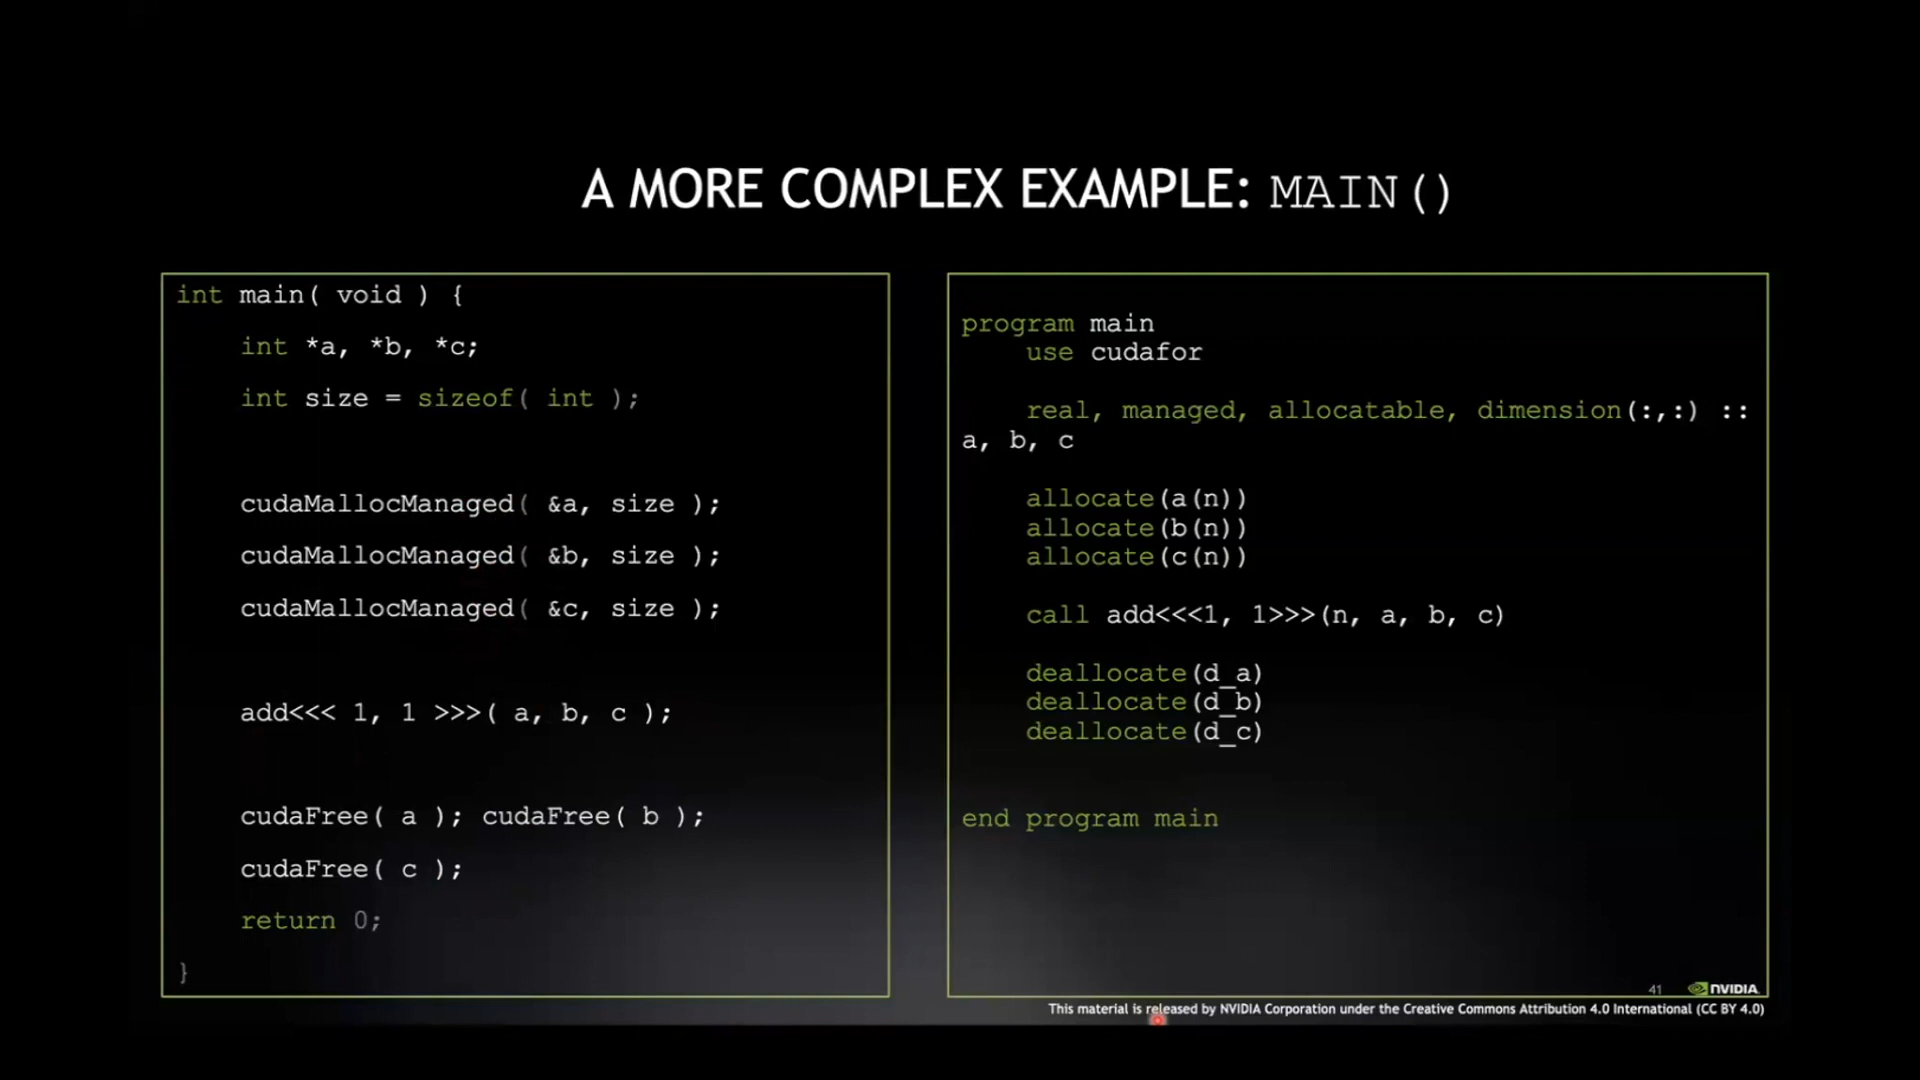 A MORE COMPLEX EXAMPLE: MAIN()
int main( void ) {
int *a, *b, *c;
int size = sizeof( int );
cudaMallocManaged( &a, size );
cudaMallocManaged( &b, size );
cudaMallocManaged( &c, size );
add<<< 1, 1 >>>( a, b, c );
cudaFree( a ); cudaFree( b );
cudaFree( c );
return 0;
}
program main
use cudafor
real, managed, allocatable, dimension(:,:) ::
a, b, c
allocate(a(n))
allocate(b(n))
allocate(c(n))
call add<<<1, 1>>>(n, a, b, c)
deallocate(d_a)
deallocate(d_b)
deallocate(d_c)
end program main
41 NVIDIA.
This material is released by NVIDIA Corporation under the Creative Commons Attribution 4.0 International (CC BY 4.0)